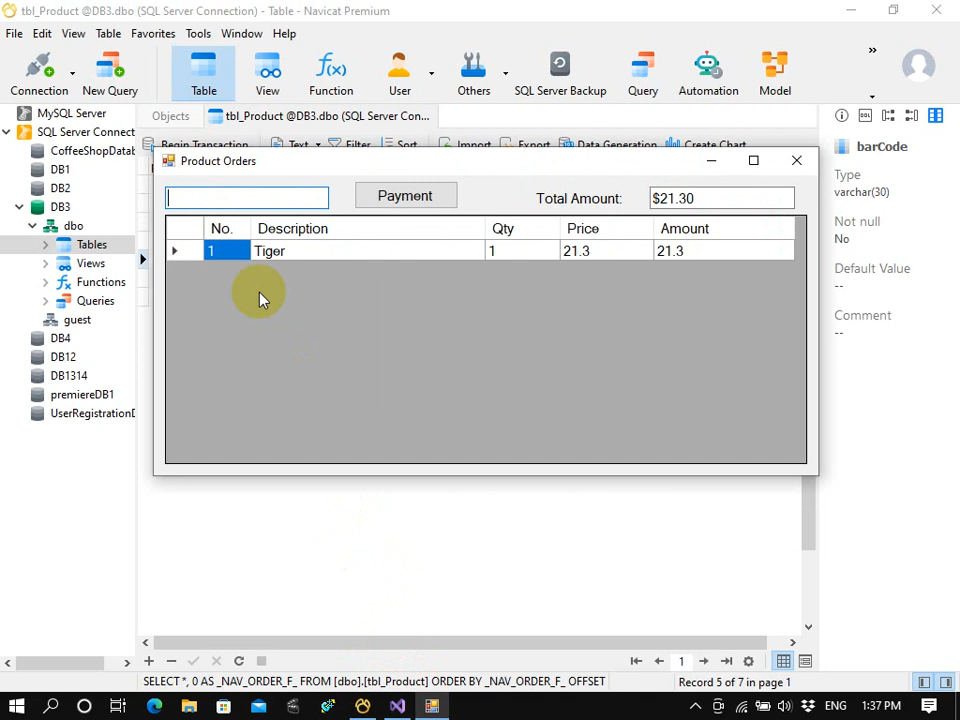 tbl_Product @DB3.dbo (SQL Server Connection) - Table - Navicat Premium
File Edit View Table Favorites Tools Window Help
Connection New Query Table View Function User Others SQL Server Backup Query Automation Model
MySQL Server
SQL Server Connect
CoffeeShopDatab
DB1
DB2
DB3
dbo
Tables
Views
Functions
Queries
guest
DB4
DB12
DB1314
premiereDB1
UserRegistrationD
Objects tbl_Product @DB3.dbo (SQL Server Con...
Begin Transaction Text Filter Sort Import Export Data Generation Create Chart
Product Orders
Payment Total Amount: $21.30
No. Description Qty Price Amount
1 Tiger 1 21.3 21.3
barCode
Type
varchar(30)
Not null
No
Default Value
--
Comment
--
1
SELECT *, 0 AS _NAV_ORDER_F_ FROM [dbo].[tbl_Product] ORDER BY _NAV_ORDER_F_ OFFSET
Record 5 of 7 in page 1
ENG 1:37 PM